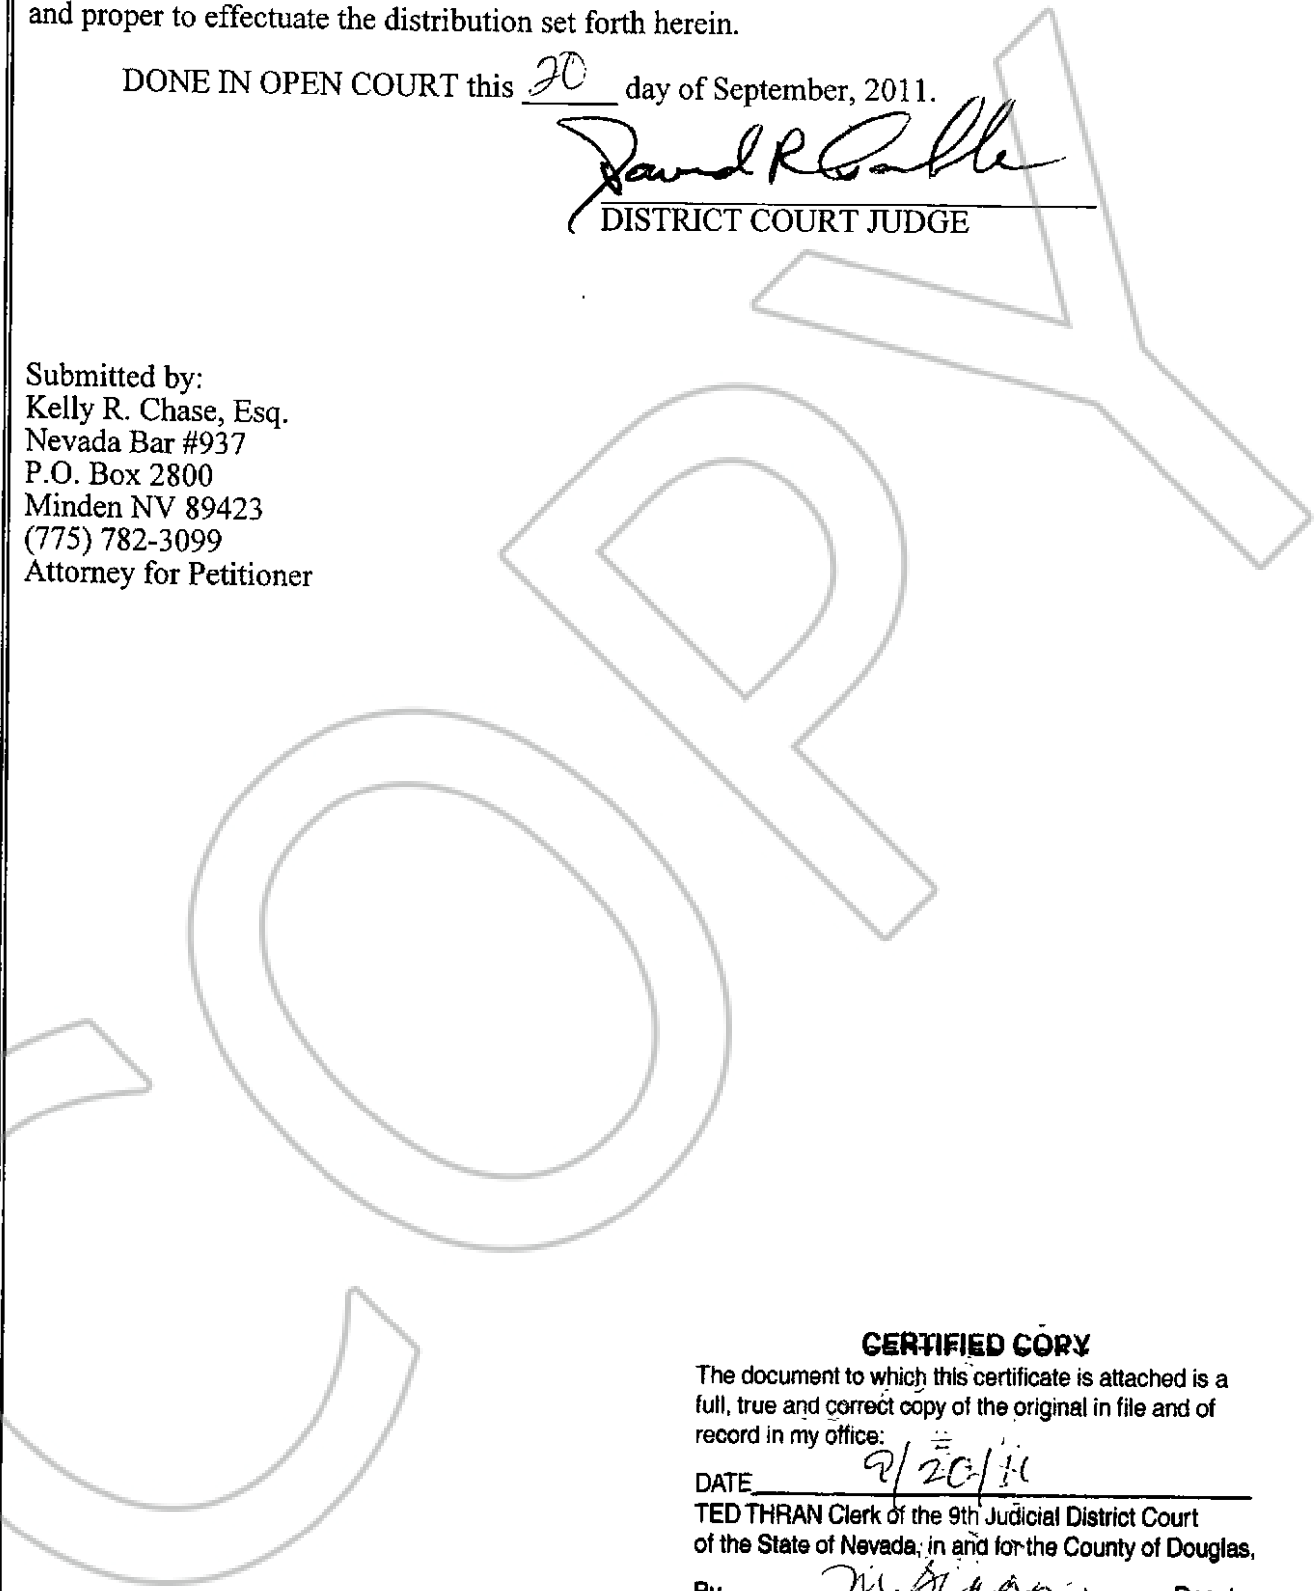 and proper to effectuate the distribution set forth herein.
DONE IN OPEN COURT this 20 day of September, 2011.
David R Gamble
DISTRICT COURT JUDGE
Submitted by:
Kelly R. Chase, Esq.
Nevada Bar #937
P.O. Box 2800
Minden NV 89423
(775) 782-3099
Attorney for Petitioner
COPY
CERTIFIED COPY
The document to which this certificate is attached is a
full, true and correct copy of the original in file and of
record in my office:
DATE 9/20/11
TED THRAN Clerk of the 9th Judicial District Court
of the State of Nevada, in and for the County of Douglas,
By